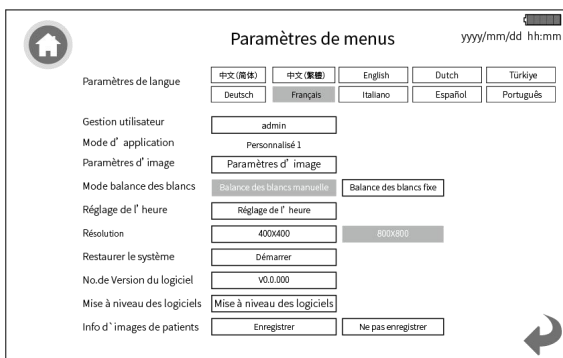 Paramètres de menus
yyyy/mm/dd hh:mm
Paramètres de langue
中文(简体) 中文(繁體) English Dutch Türkiye
Deutsch Français Italiano Español Português
Gestion utilisateur admin
Mode d’ application Personnalisé 1
Paramètres d’image Paramètres d’ image
Mode balance des blancs Balance des blancs manuelle Balance des blancs fixe
Réglage de l’ heure Réglage de l’ heure
Résolution 400X400 800X800
Restaurer le système Démarrer
No.de Version du logiciel v0.0.000
Mise à niveau des logiciels Mise à niveau des logiciels
Info d`images de patients Enregistrer Ne pas enregistrer